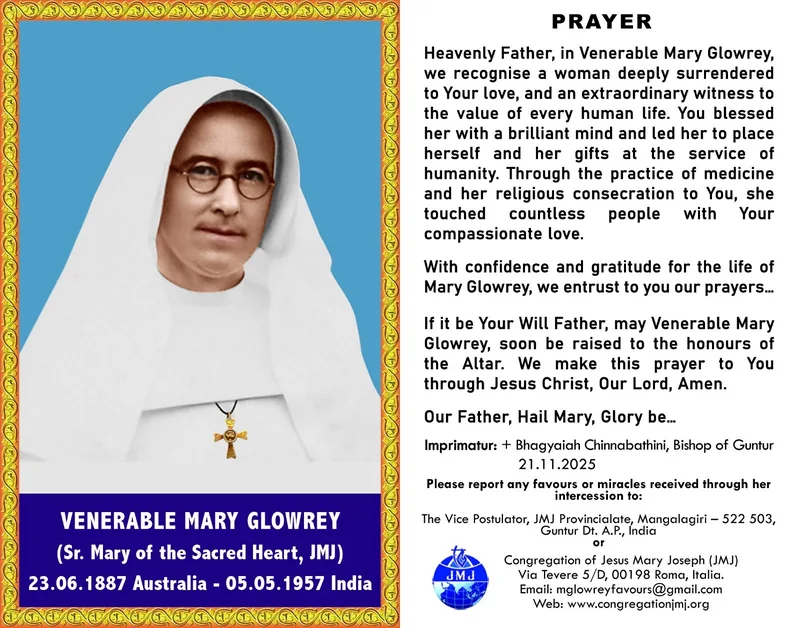 VENERABLE MARY GLOWREY
(Sr. Mary of the Sacred Heart, JMJ)
23.06.1887 Australia - 05.05.1957 India
PRAYER
Heavenly Father, in Venerable Mary Glowrey,
we recognise a woman deeply surrendered
to Your love, and an extraordinary witness to
the value of every human life. You blessed
her with a brilliant mind and led her to place
herself and her gifts at the service of
humanity. Through the practice of medicine
and her religious consecration to You, she
touched countless people with Your
compassionate love.
With confidence and gratitude for the life of
Mary Glowrey, we entrust to you our prayers...
If it be Your Will Father, may Venerable Mary
Glowrey, soon be raised to the honours of
the Altar. We make this prayer to You
through Jesus Christ, Our Lord, Amen.
Our Father, Hail Mary, Glory be...
Imprimatur: + Bhagyaiah Chinnabathini, Bishop of Guntur
21.11.2025
Please report any favours or miracles received through her
intercession to:
The Vice Postulator, JMJ Provincialate, Mangalagiri – 522 503,
Guntur Dt. A.P., India
or
JMJ
Congregation of Jesus Mary Joseph (JMJ)
Via Tevere 5/D, 00198 Roma, Italia.
Email: mglowreyfavours@gmail.com
Web: www.congregationjmj.org